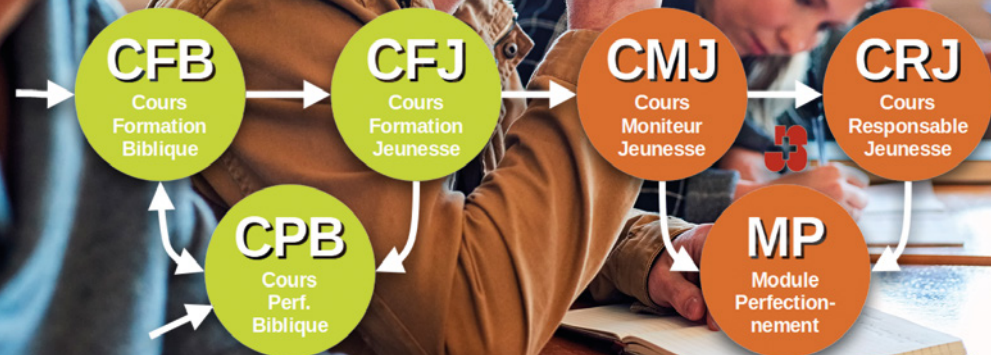 CFB
Cours
Formation
Biblique
CFJ
Cours
Formation
Jeunesse
CMJ
Cours
Moniteur
Jeunesse
CRJ
Cours
Responsable
Jeunesse
CPB
Cours
Perf.
Biblique
MP
Module
Perfection-
nement